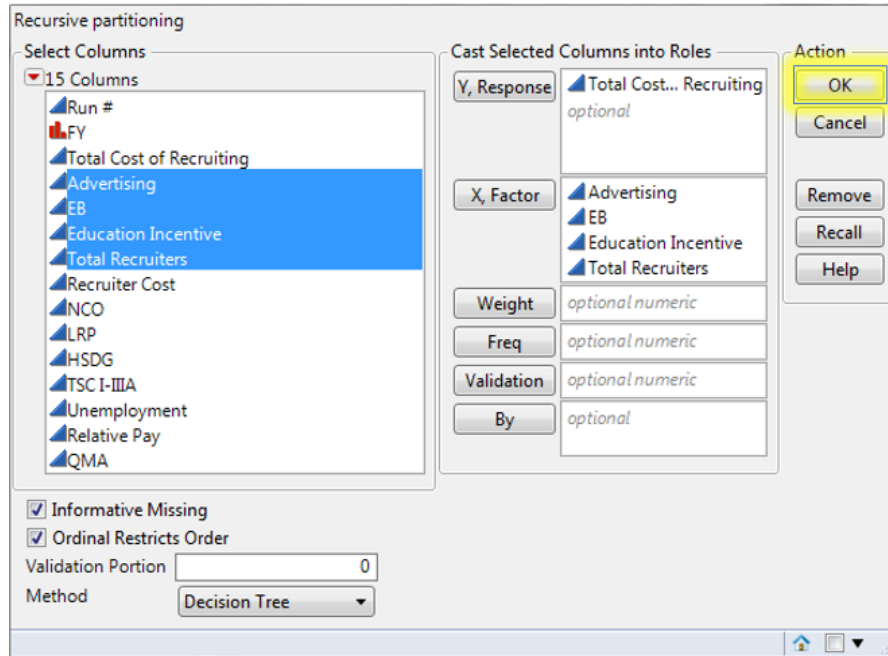 Recursive partitioning
Select Columns
15 Columns
Run #
FY
Total Cost of Recruiting
Advertising
EB
Education Incentive
Total Recruiters
Recruiter Cost
NCO
LRP
HSDG
TSC I-IIIA
Unemployment
Relative Pay
QMA
Informative Missing
Ordinal Restricts Order
Validation Portion 0
Method Decision Tree
Cast Selected Columns into Roles
Y, Response Total Cost... Recruiting
optional
X, Factor Advertising
EB
Education Incentive
Total Recruiters
Weight optional numeric
Freq optional numeric
Validation optional numeric
By optional
Action
OK
Cancel
Remove
Recall
Help